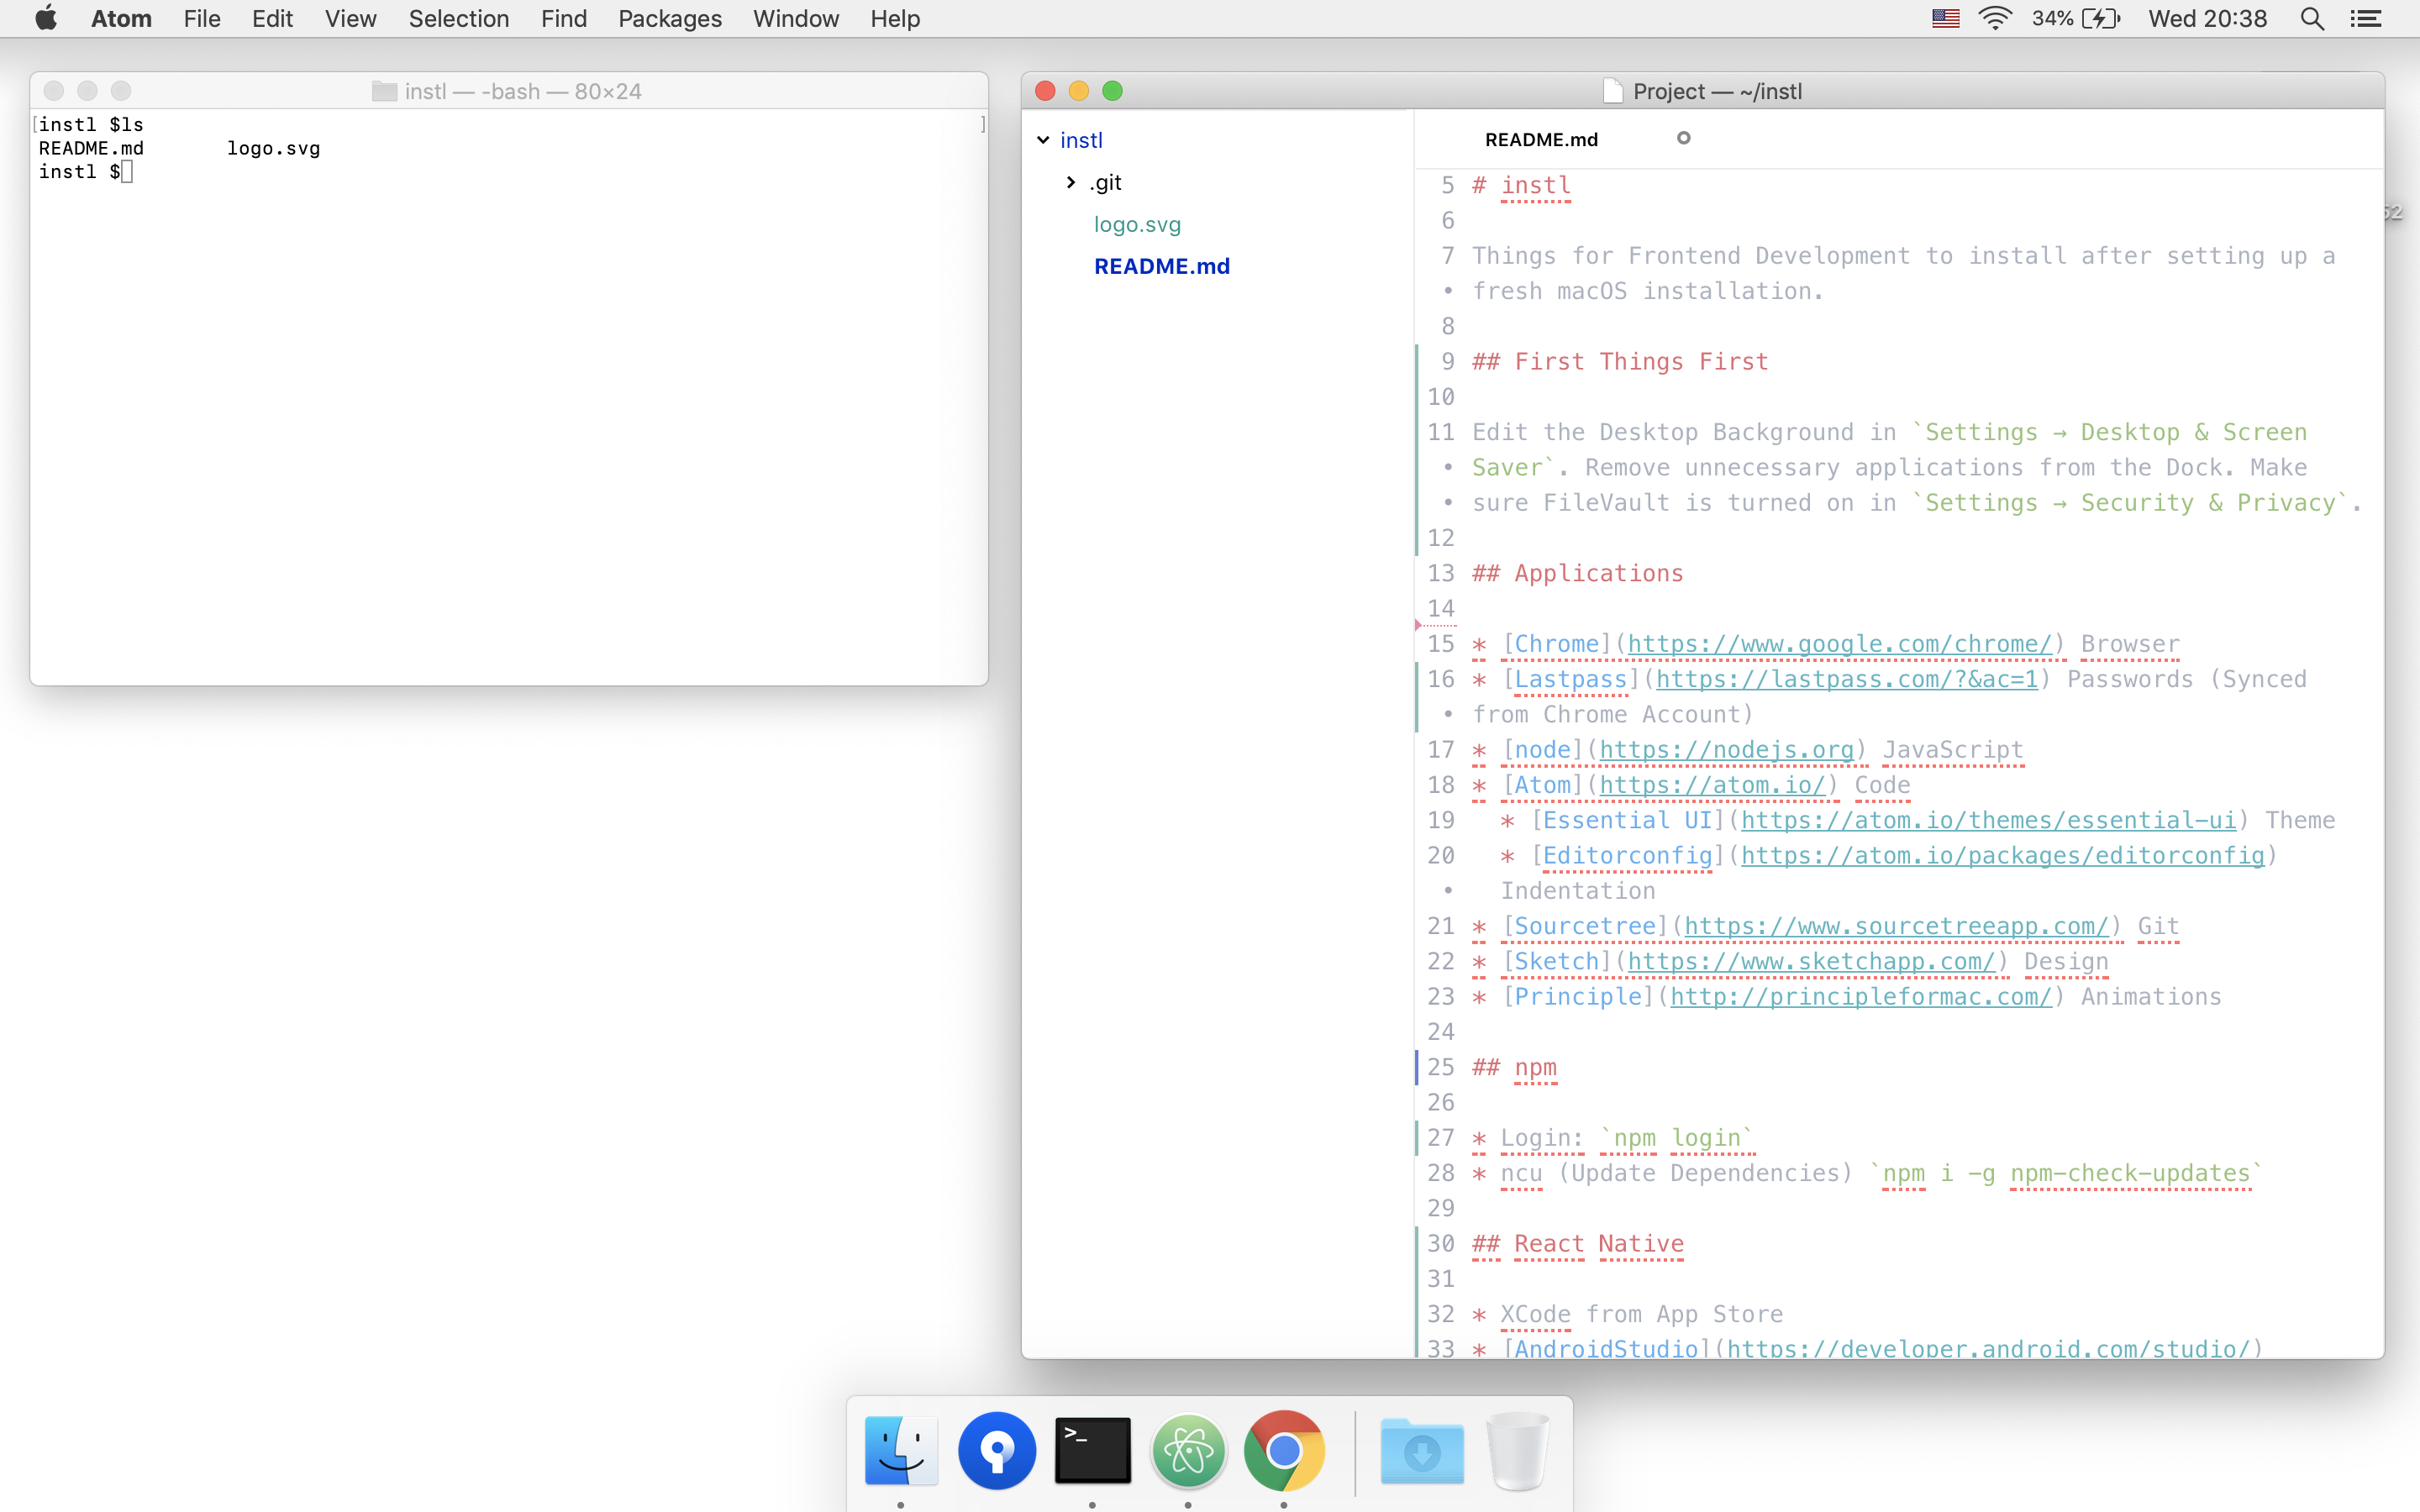 Atom File Edit View Selection Find Packages Window Help 34% Wed 20:38
instl — -bash — 80×24
[instl $ls ]
README.md logo.svg
instl $
Project — ~/instl
instl
.git
logo.svg
README.md
README.md
5 # instl
6
7 Things for Frontend Development to install after setting up a
• fresh macOS installation.
8
9 ## First Things First
10
11 Edit the Desktop Background in `Settings → Desktop & Screen
• Saver`. Remove unnecessary applications from the Dock. Make
• sure FileVault is turned on in `Settings → Security & Privacy`.
12
13 ## Applications
14
15 * [Chrome](https://www.google.com/chrome/) Browser
16 * [Lastpass](https://lastpass.com/?&ac=1) Passwords (Synced
• from Chrome Account)
17 * [node](https://nodejs.org) JavaScript
18 * [Atom](https://atom.io/) Code
19 * [Essential UI](https://atom.io/themes/essential-ui) Theme
20 * [Editorconfig](https://atom.io/packages/editorconfig)
• Indentation
21 * [Sourcetree](https://www.sourcetreeapp.com/) Git
22 * [Sketch](https://www.sketchapp.com/) Design
23 * [Principle](http://principleformac.com/) Animations
24
25 ## npm
26
27 * Login: `npm login`
28 * ncu (Update Dependencies) `npm i -g npm-check-updates`
29
30 ## React Native
31
32 * XCode from App Store
33 * [AndroidStudio](https://developer.android.com/studio/)
52
>_